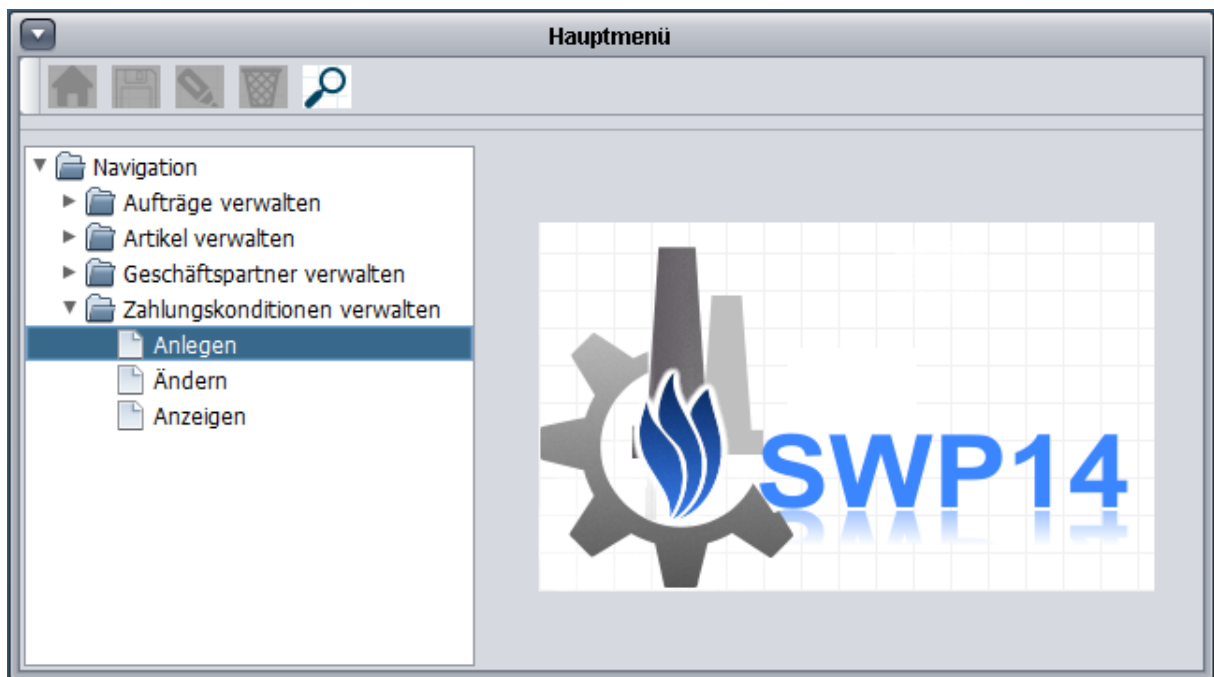 Hauptmenü
Navigation
Aufträge verwalten
Artikel verwalten
Geschäftspartner verwalten
Zahlungskonditionen verwalten
Anlegen
Ändern
Anzeigen
SWP14